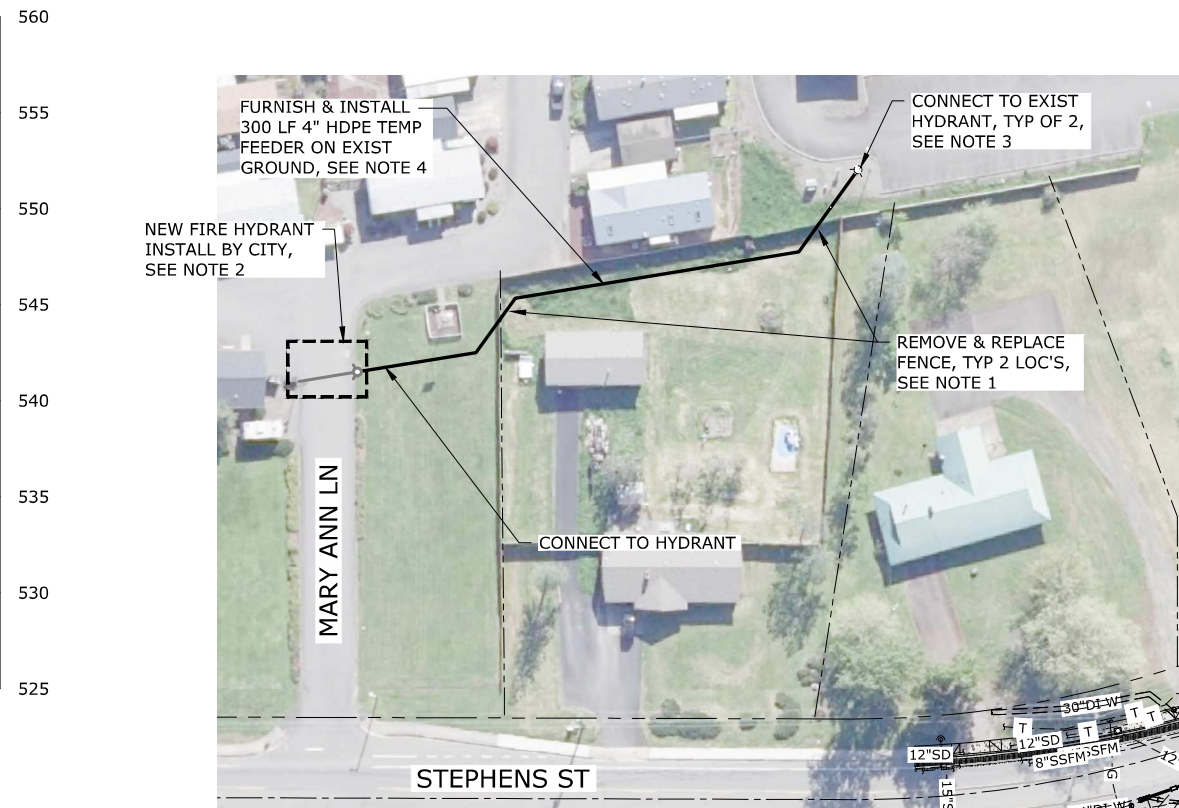 560
555
550
545
540
535
530
525
FURNISH & INSTALL
300 LF 4" HDPE TEMP
FEEDER ON EXIST
GROUND, SEE NOTE 4
CONNECT TO EXIST
HYDRANT, TYP OF 2,
SEE NOTE 3
NEW FIRE HYDRANT
INSTALL BY CITY,
SEE NOTE 2
REMOVE & REPLACE
FENCE, TYP 2 LOC'S,
SEE NOTE 1
CONNECT TO HYDRANT
MARY ANN LN
STEPHENS ST
30"DI W
T
T
T
T
12"SD
12"SD
8"SSFM
SSFM
G